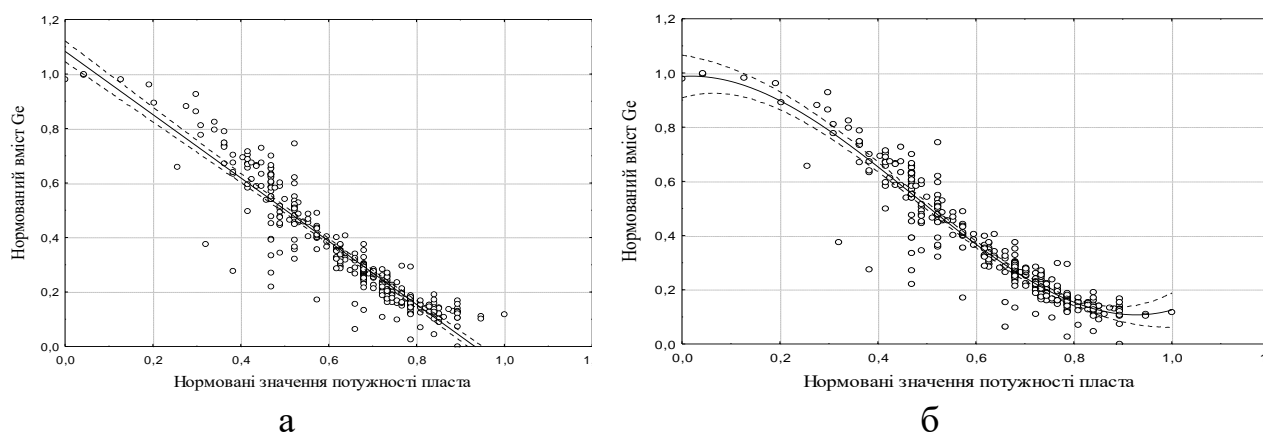 1,2
1,0
0,8
0,6
0,4
0,2
0,0
Нормований вміст Ge
0,0 0,2 0,4 0,6 0,8 1,0 1
Нормовані значення потужності пласта
а
1,2
1,0
0,8
0,6
0,4
0,2
0,0
Нормований вміст Ge
0,0 0,2 0,4 0,6 0,8 1,0 1
Нормовані значення потужності пласта
б